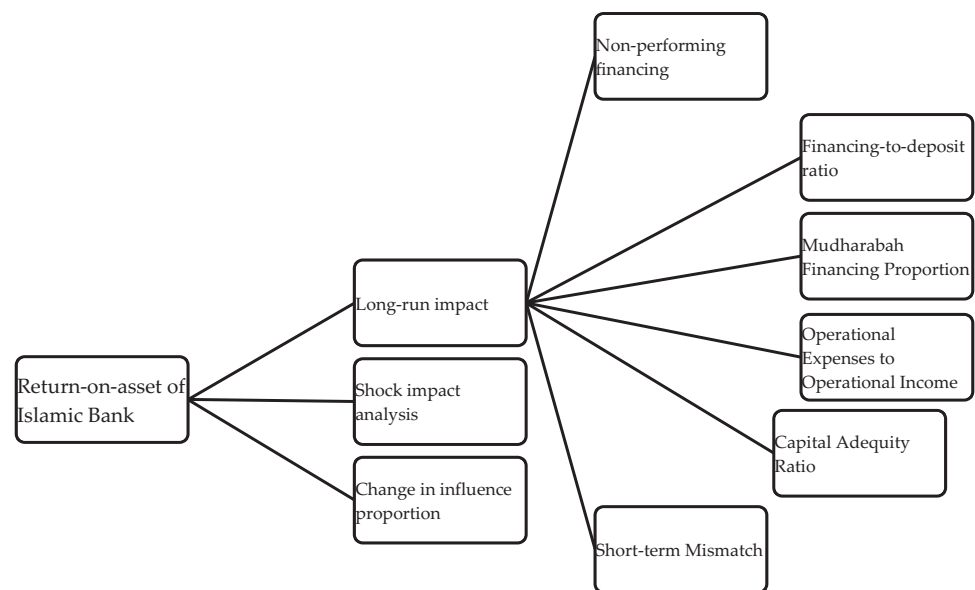 Non-performing
financing
Financing-to-deposit
ratio
Mudharabah
Financing Proportion
Long-run impact
Operational
Expenses to
Operational Income
Return-on-asset of
Islamic Bank
Shock impact
analysis
Capital Adequity
Ratio
Change in influence
proportion
Short-term Mismatch